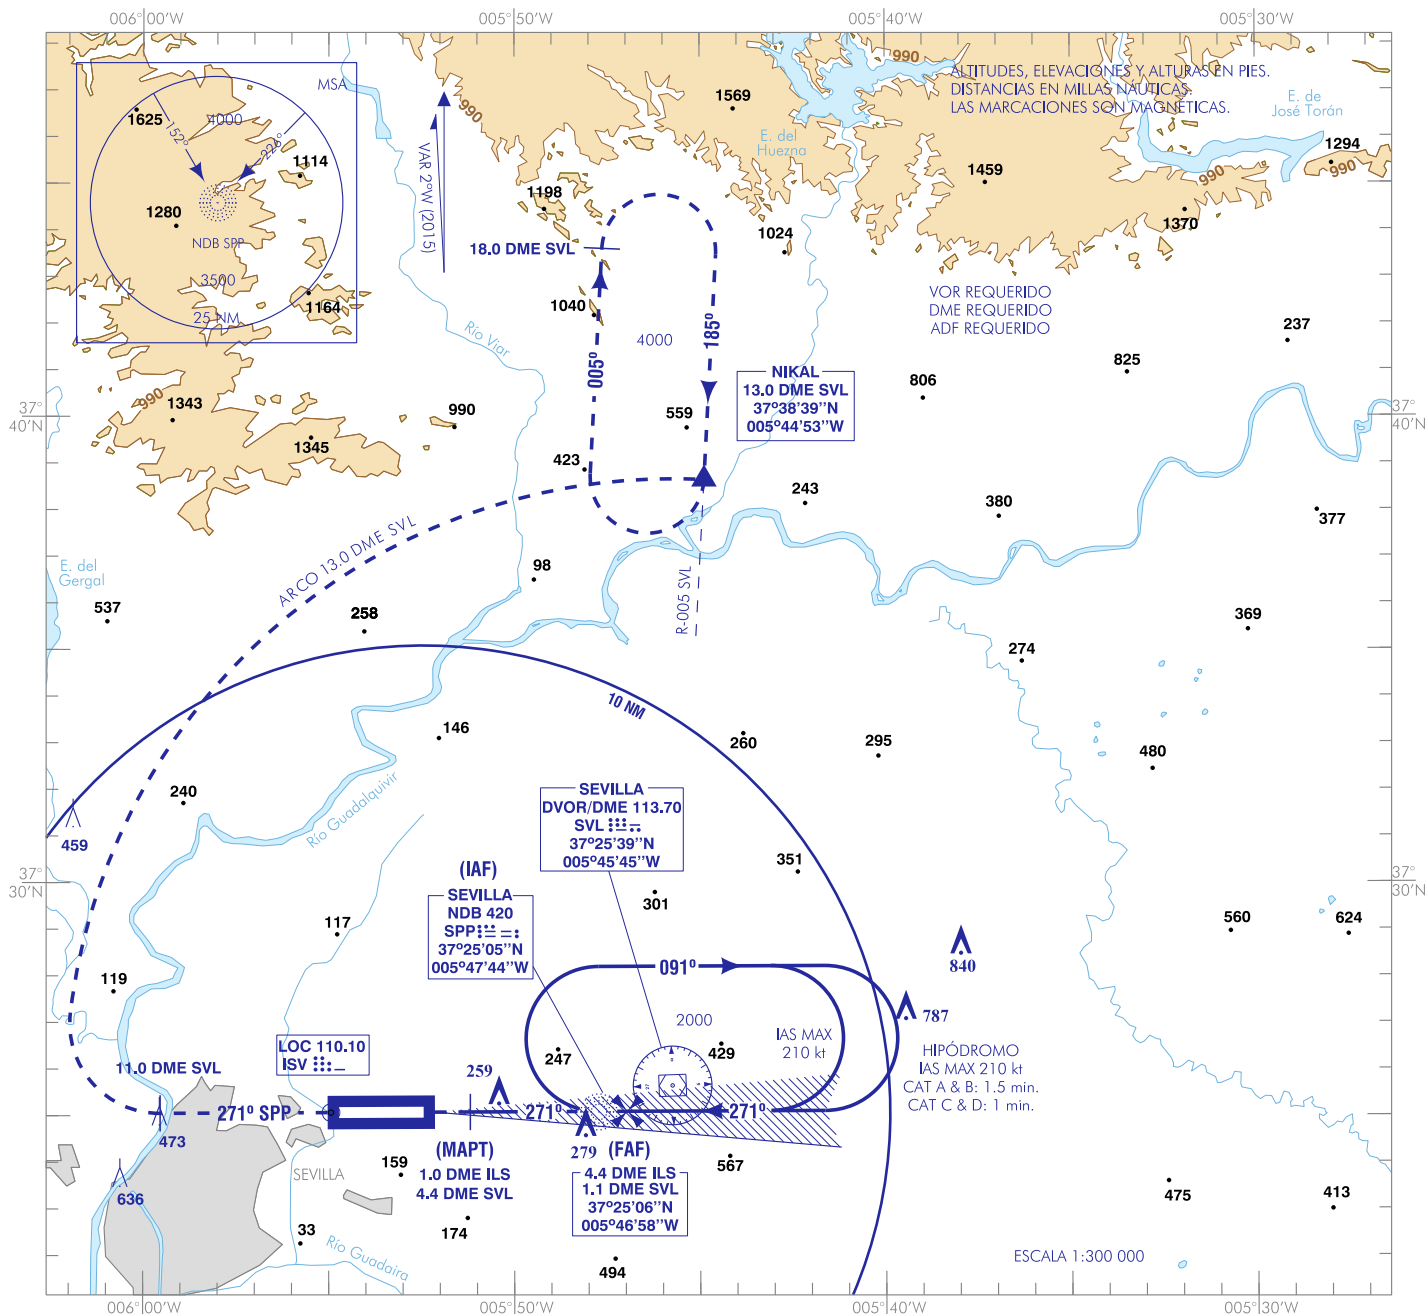 006°00'W
005°50'W
005°40'W
005°30'W
ALTITUDES, ELEVACIONES Y ALTURAS EN PIES.
DISTANCIAS EN MILLAS NÁUTICAS.
LAS MARCACIONES SON MAGNÉTICAS.
MSA
1625
4000
152°
226°
1114
1280
NDB SPP
3500
1164
25 NM
VAR 2°W (2015)
990
1569
990
E. del
Huezna
E. de
José Torán
1294
990
990
1459
1370
1198
1024
18.0 DME SVL
1040
4000
005°
185°
Río Viar
VOR REQUERIDO
DME REQUERIDO
ADF REQUERIDO
237
825
806
NIKAL
13.0 DME SVL
37°38'39''N
005°44'53''W
37°
40'N
37°
40'N
990
1343
1345
990
559
423
243
380
377
ARCO 13.0 DME SVL
R-005 SVL
E. del
Gergal
537
258
98
369
274
10 NM
146
260
295
480
240
459
Río Guadalquivir
SEVILLA
DVOR/DME 113.70
SVL
37°25'39''N
005°45'45''W
351
37°
30'N
37°
30'N
(IAF)
SEVILLA
NDB 420
SPP
37°25'05''N
005°47'44''W
301
117
560
624
119
091°
840
2000
787
IAS MAX
210 kt
247
429
HIPÓDROMO
IAS MAX 210 kt
CAT A & B: 1.5 min.
CAT C & D: 1 min.
LOC 110.10
ISV
11.0 DME SVL
259
271° SPP
271°
271°
473
279
(MAPT)
1.0 DME ILS
4.4 DME SVL
(FAF)
4.4 DME ILS
1.1 DME SVL
37°25'06''N
005°46'58''W
567
159
SEVILLA
636
174
33
475
413
Río Guadaira
494
ESCALA 1:300 000
006°00'W
005°50'W
005°40'W
005°30'W